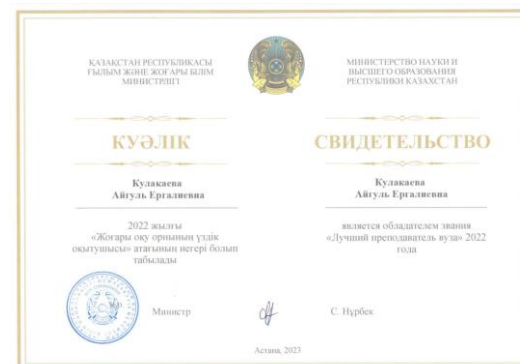 ҚАЗАҚСТАН РЕСПУБЛИКАСЫ
ҒЫЛЫМ ЖӘНЕ ЖОҒАРЫ БІЛІМ
МИНИСТРЛІГІ
КУӘЛІК
Кулакаева
Айгуль Ергалиевна
2022 жылғы
«Жоғары оқу орнының үздік
оқытушысы» атағының иегері болып
табылады
Министр
МИНИСТЕРСТВО НАУКИ И
ВЫСШЕГО ОБРАЗОВАНИЯ
РЕСПУБЛИКИ КАЗАХСТАН
СВИДЕТЕЛЬСТВО
Кулакаева
Айгуль Ергалиевна
является обладателем звания
«Лучший преподаватель вуза» 2022
года
С. Нұрбек
Астана, 2023